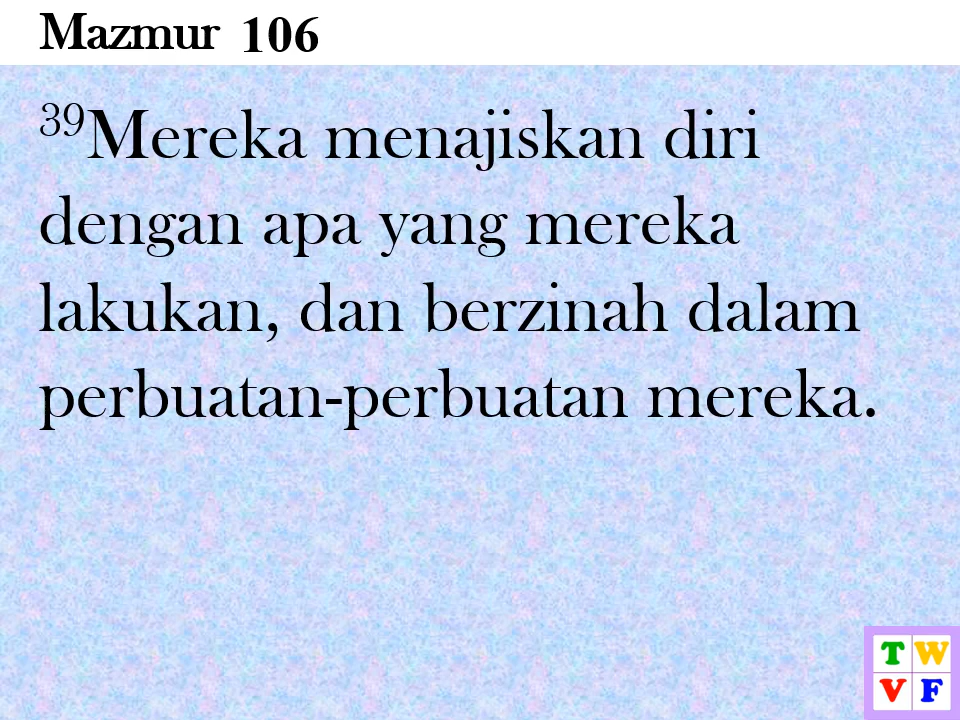 Mazmur 106
39Mereka menajiskan diri
dengan apa yang mereka
lakukan, dan berzinah dalam
perbuatan-perbuatan mereka.
T W
V F